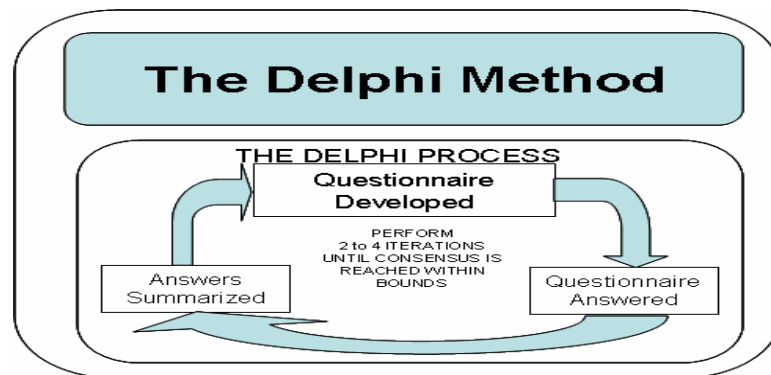 The Delphi Method
THE DELPHI PROCESS
Questionnaire
Developed
PERFORM
2 to 4 ITERATIONS
UNTIL CONSENSUS IS
REACHED WITHIN
BOUNDS
Answers
Summarized
Questionnaire
Answered